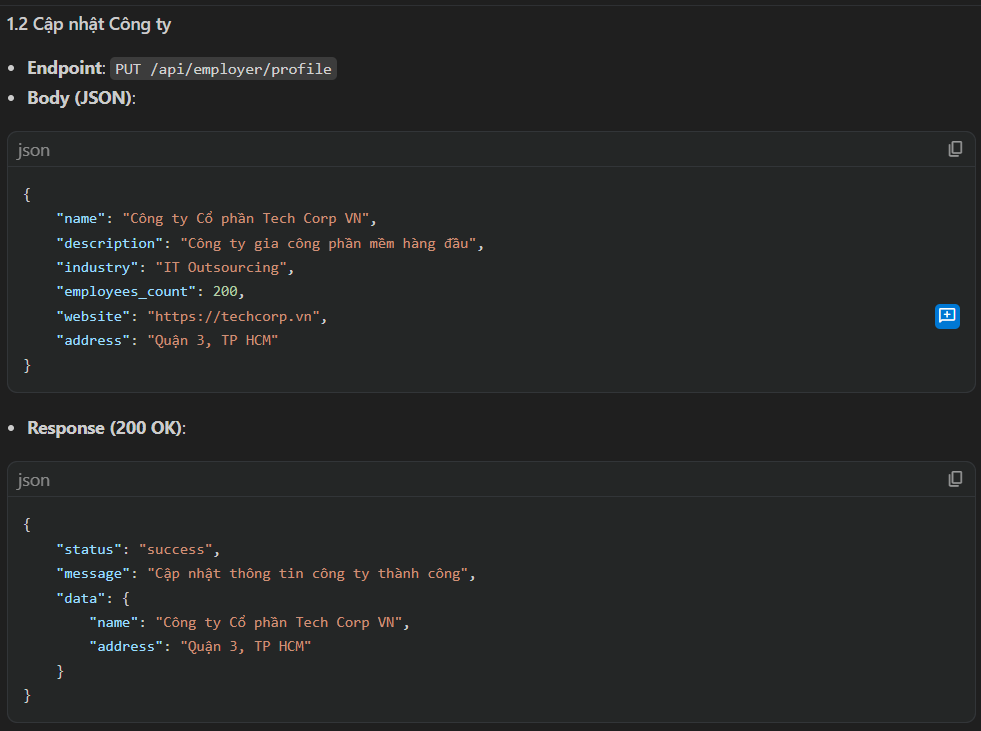 1.2 Cập nhật Công ty
• Endpoint: PUT /api/employer/profile
• Body (JSON):
json
{
    "name": "Công ty Cổ phần Tech Corp VN",
    "description": "Công ty gia công phần mềm hàng đầu",
    "industry": "IT Outsourcing",
    "employees_count": 200,
    "website": "https://techcorp.vn",
    "address": "Quận 3, TP HCM"
}
• Response (200 OK):
json
{
    "status": "success",
    "message": "Cập nhật thông tin công ty thành công",
    "data": {
        "name": "Công ty Cổ phần Tech Corp VN",
        "address": "Quận 3, TP HCM"
    }
}